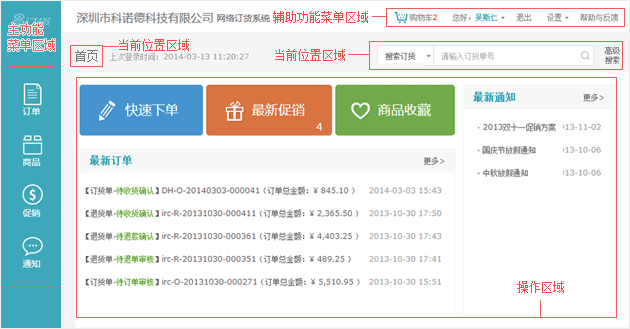 深圳市科诺德科技有限公司 网络订货系统 辅助功能菜单区域
购物车2 您好，吴斯仁 退出 设置 帮助与反馈
主功能
菜单区域
当前位置区域
首页
上次登录时间：2014-03-13 11:20:27
当前位置区域
搜索订货 请输入订货单号
高级
搜索
订单
商品
促销
通知
快速下单
最新促销
4
商品收藏
最新通知 更多>
2013双十一促销方案 013-11-02
国庆节放假通知 013-10-06
中秋放假通知 013-10-06
最新订单 更多>
【订货单-待收货确认】DH-O-20140303-000041（订单总金额：¥ 845.10 ） 2014-03-03 15:43
【退货单-待收货确认】irc-R-20131030-000411（订单总金额：¥ 2,365.50 ） 2013-10-30 17:50
【退货单-待退款确认】irc-R-20131030-000361（订单总金额：¥ 4,403.25 ） 2013-10-30 17:43
【退货单-待退单审核】irc-R-20131030-000351（订单总金额：¥ 489.25 ） 2013-10-30 17:41
【订货单-待订单审核】irc-O-20131030-000271（订单总金额：¥ 5,510.95 ） 2013-10-30 15:51
操作区域